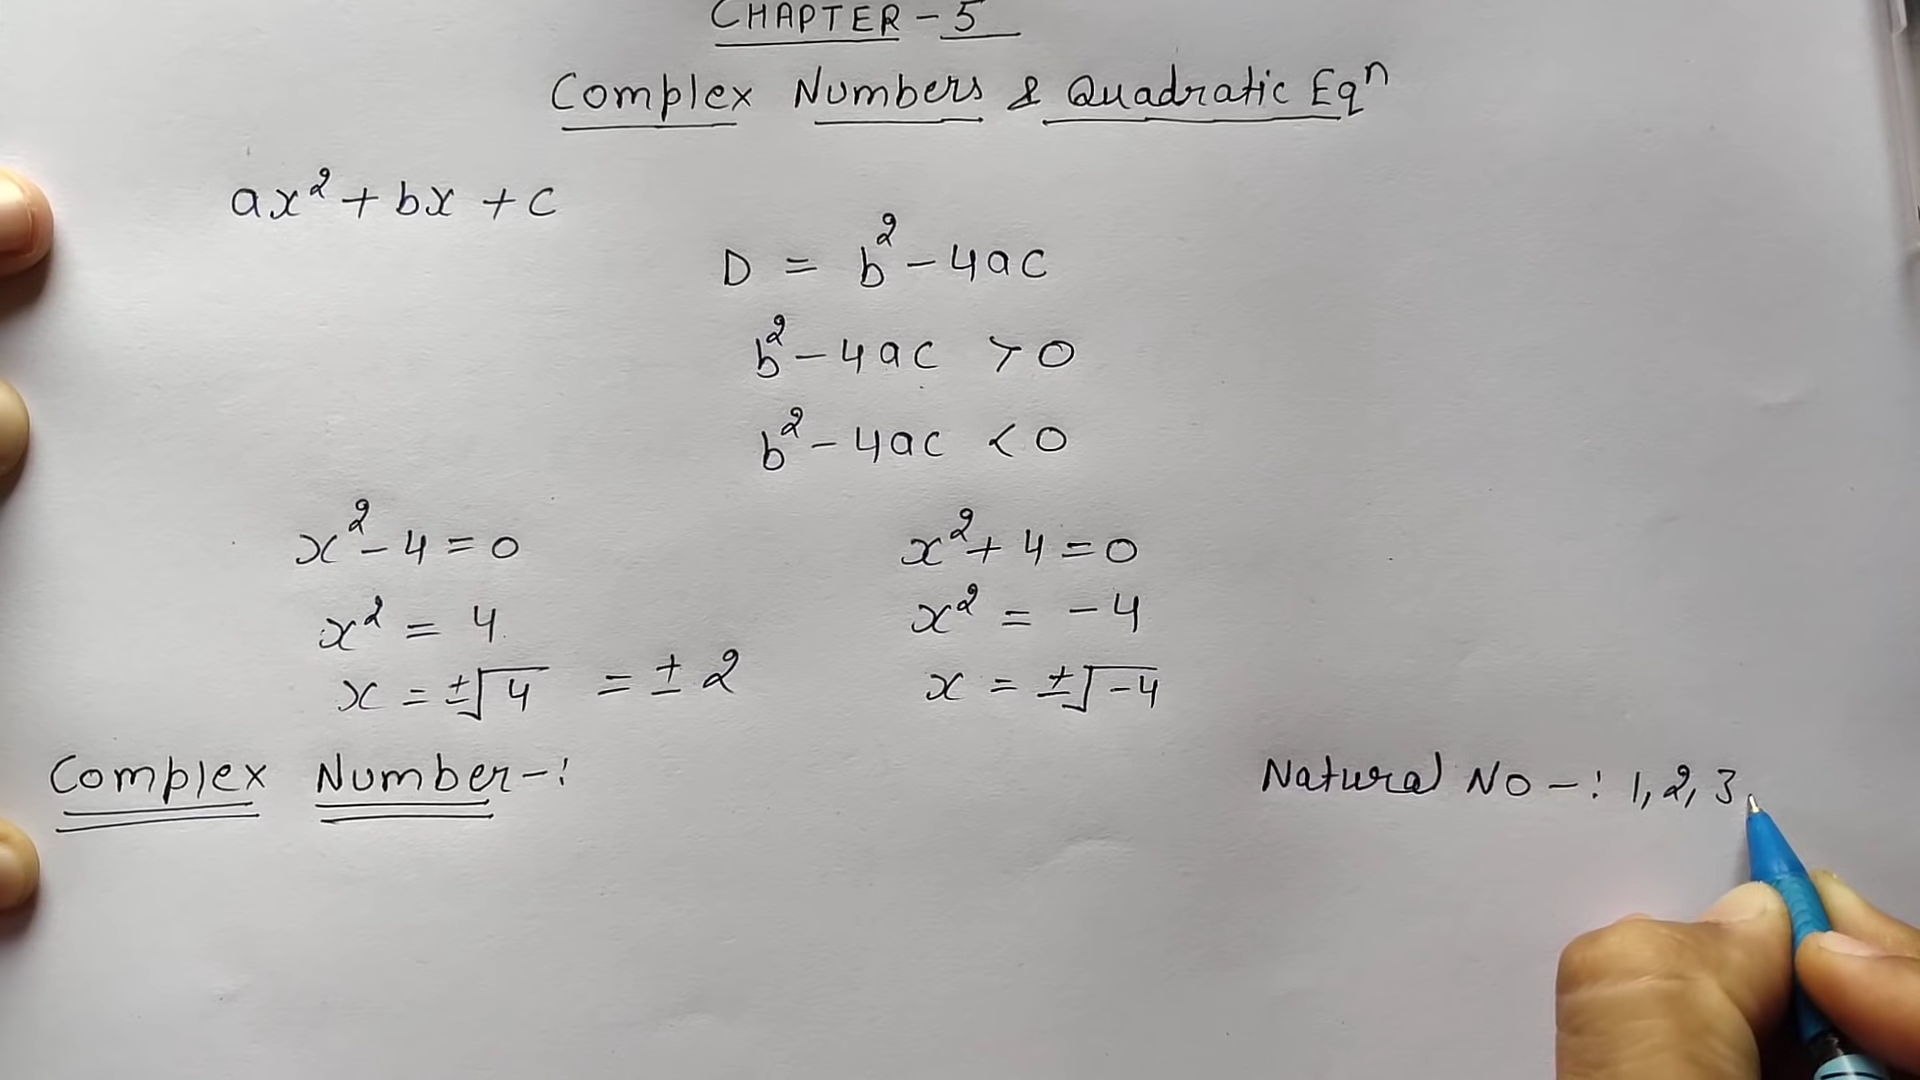 CHAPTER - 5
Complex Numbers & Quadratic Eqⁿ
ax² + bx + c
D = b² - 4ac
b² - 4ac > 0
b² - 4ac < 0
x² - 4 = 0
x² = 4
x = ±√4 = ± 2
x² + 4 = 0
x² = -4
x = ±√-4
Complex Number -:
Natural No -: 1, 2, 3,